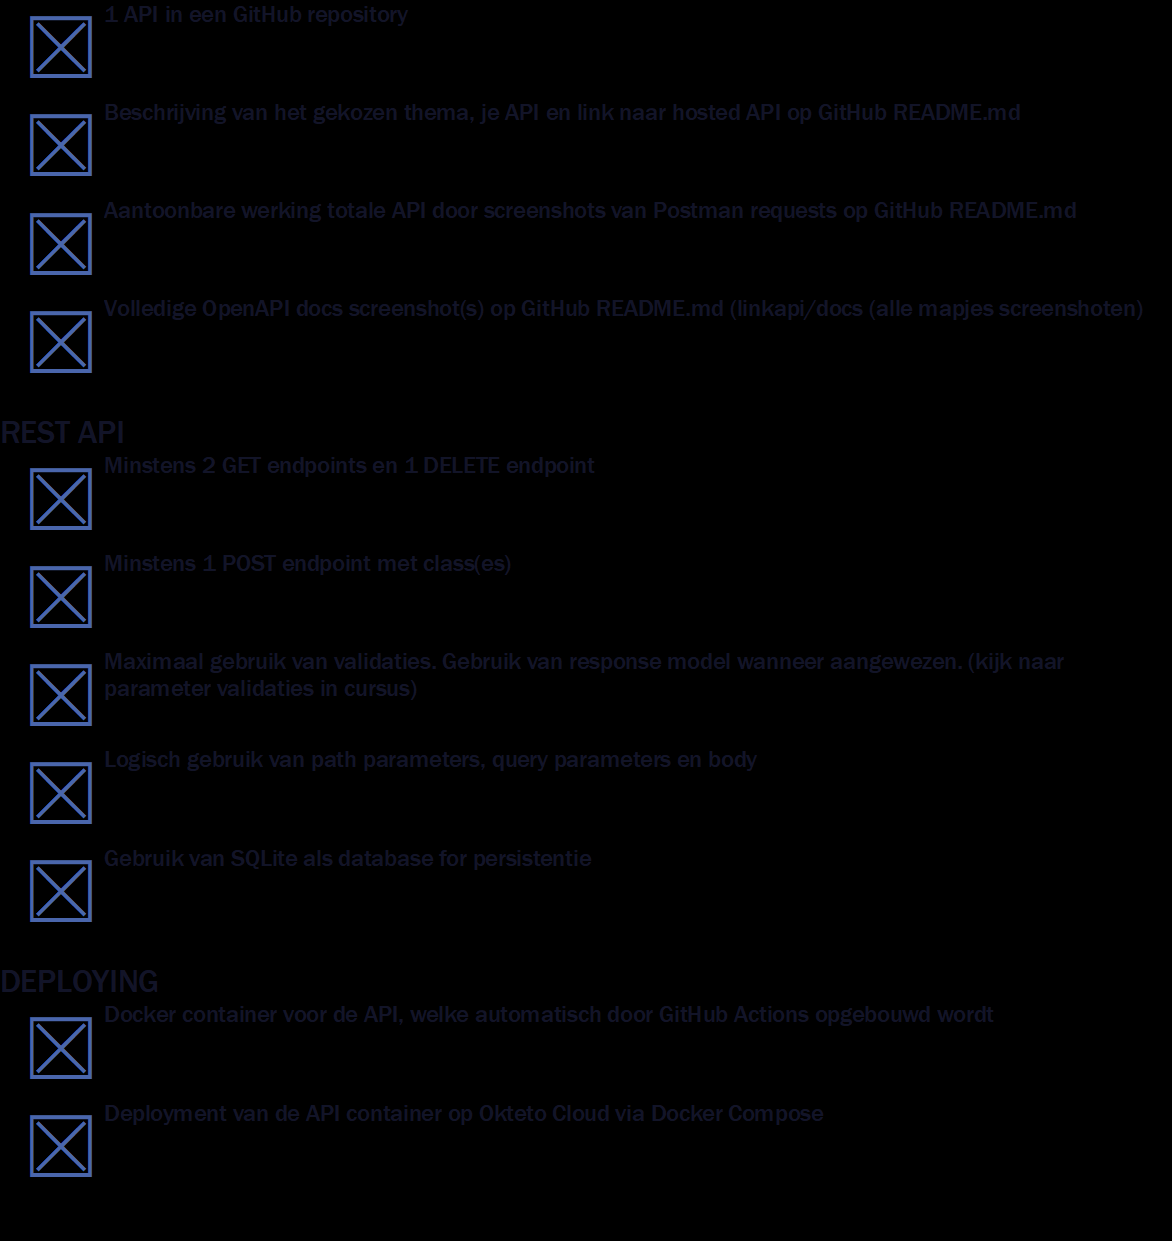 1 API in een GitHub repository
Beschrijving van het gekozen thema, je API en link naar hosted API op GitHub README.md
Aantoonbare werking totale API door screenshots van Postman requests op GitHub README.md
Volledige OpenAPI docs screenshot(s) op GitHub README.md (linkapi/docs (alle mapjes screenshoten)
REST API
Minstens 2 GET endpoints en 1 DELETE endpoint
Minstens 1 POST endpoint met class(es)
Maximaal gebruik van validaties. Gebruik van response model wanneer aangewezen. (kijk naar
parameter validaties in cursus)
Logisch gebruik van path parameters, query parameters en body
Gebruik van SQLite als database for persistentie
DEPLOYING
Docker container voor de API, welke automatisch door GitHub Actions opgebouwd wordt
Deployment van de API container op Okteto Cloud via Docker Compose